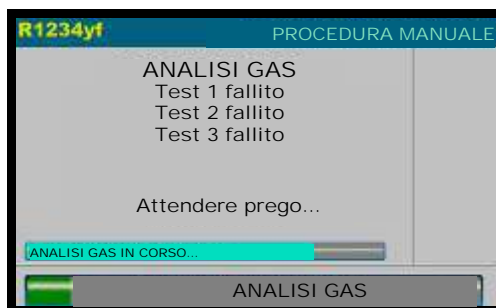 R1234yf
PROCEDURA MANUALE
ANALISI GAS
Test 1 fallito
Test 2 fallito
Test 3 fallito
Attendere prego...
ANALISI GAS IN CORSO...
ANALISI GAS